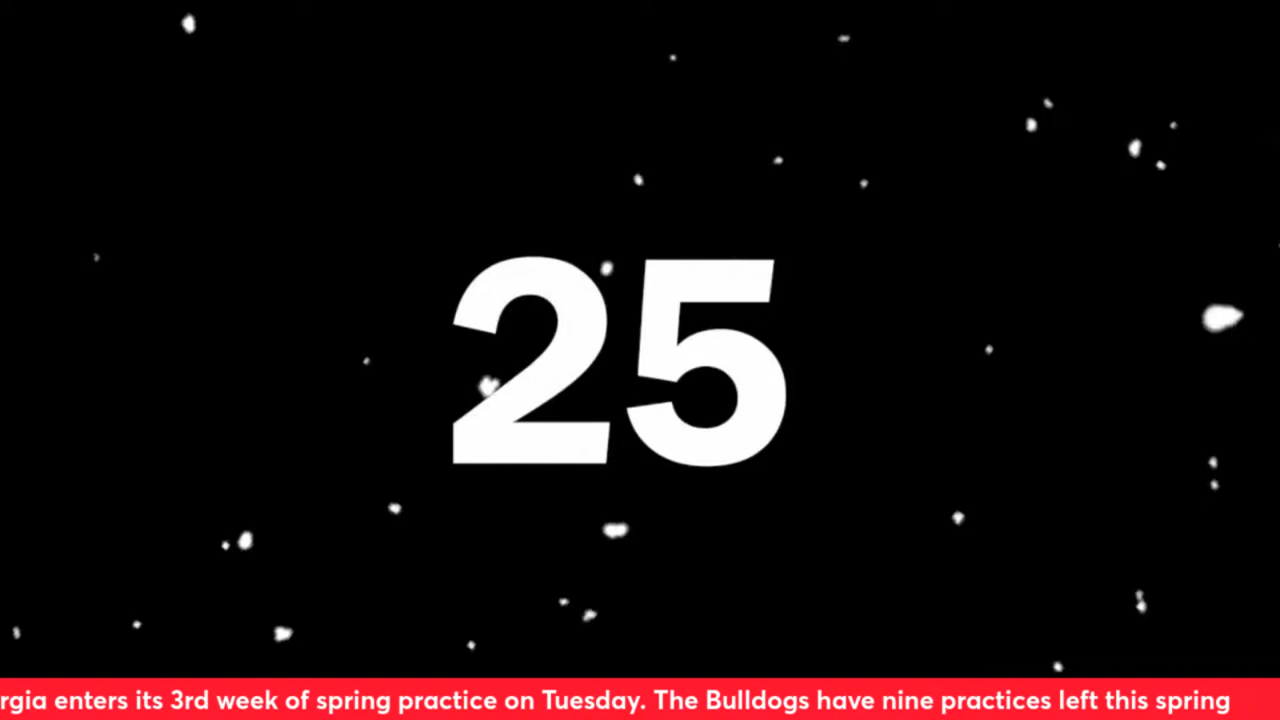 25
rgia enters its 3rd week of spring practice on Tuesday. The Bulldogs have nine practices left this spring